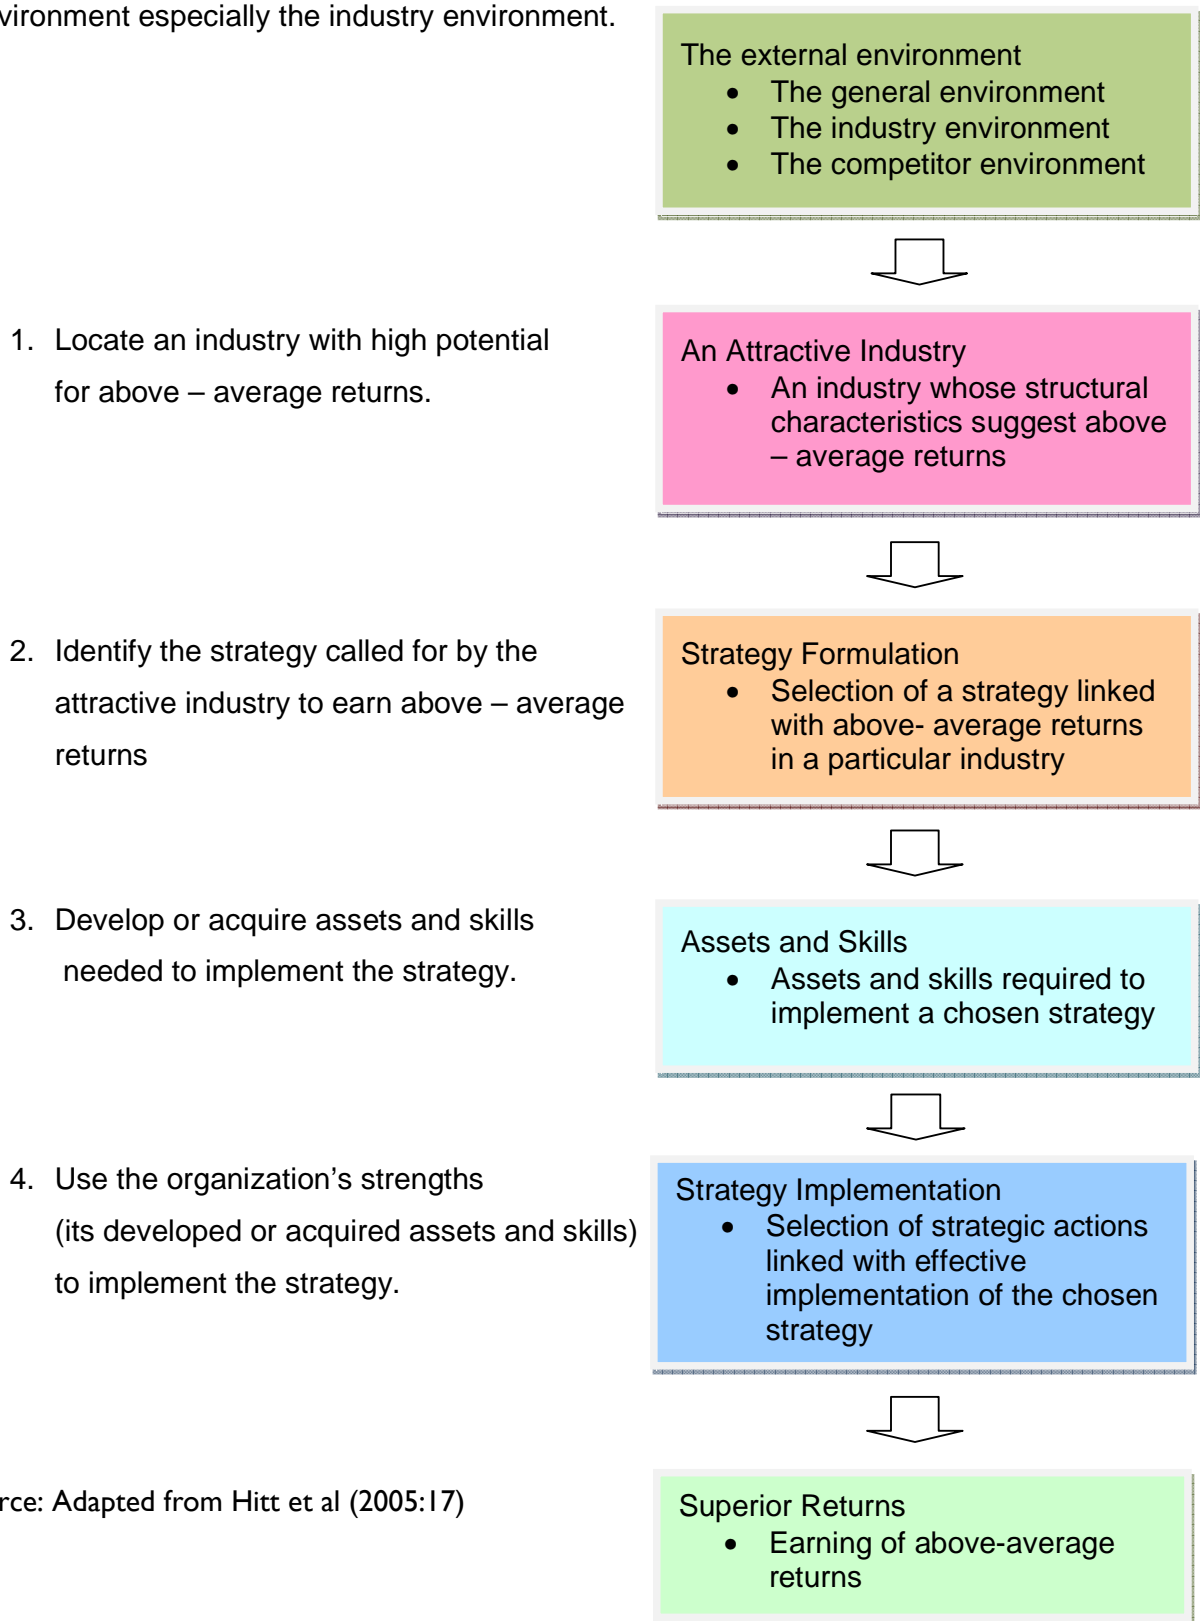 vironment especially the industry environment.
The external environment
• The general environment
• The industry environment
• The competitor environment
1. Locate an industry with high potential
for above – average returns.
An Attractive Industry
• An industry whose structural
characteristics suggest above
– average returns
2. Identify the strategy called for by the
attractive industry to earn above – average
returns
Strategy Formulation
• Selection of a strategy linked
with above- average returns
in a particular industry
3. Develop or acquire assets and skills
needed to implement the strategy.
Assets and Skills
• Assets and skills required to
implement a chosen strategy
4. Use the organization’s strengths
(its developed or acquired assets and skills)
to implement the strategy.
Strategy Implementation
• Selection of strategic actions
linked with effective
implementation of the chosen
strategy
rce: Adapted from Hitt et al (2005:17)
Superior Returns
• Earning of above-average
returns